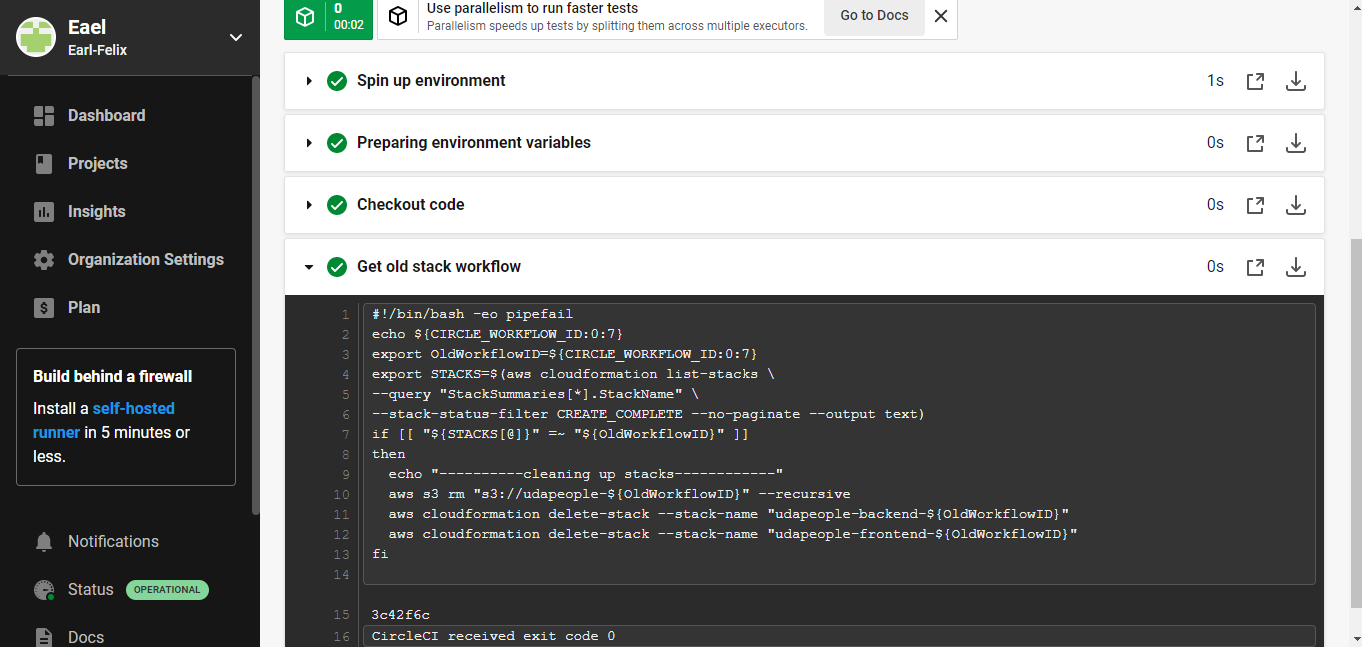 Eael
Earl-Felix
Dashboard
Projects
Insights
Organization Settings
$ Plan
Build behind a firewall
Install a self-hosted
runner in 5 minutes or
less.
Notifications
Status OPERATIONAL
Docs
0
00:02
Use parallelism to run faster tests
Parallelism speeds up tests by splitting them across multiple executors.
Go to Docs
Spin up environment 1s
Preparing environment variables 0s
Checkout code 0s
Get old stack workflow 0s
1 #!/bin/bash -eo pipefail
2 echo ${CIRCLE_WORKFLOW_ID:0:7}
3 export OldWorkflowID=${CIRCLE_WORKFLOW_ID:0:7}
4 export STACKS=$(aws cloudformation list-stacks \
5 --query "StackSummaries[*].StackName" \
6 --stack-status-filter CREATE_COMPLETE --no-paginate --output text)
7 if [[ "${STACKS[@]}" =~ "${OldWorkflowID}" ]]
8 then
9   echo "----------cleaning up stacks------------"
10   aws s3 rm "s3://udapeople-${OldWorkflowID}" --recursive
11   aws cloudformation delete-stack --stack-name "udapeople-backend-${OldWorkflowID}"
12   aws cloudformation delete-stack --stack-name "udapeople-frontend-${OldWorkflowID}"
13 fi
14
15 3c42f6c
16 CircleCI received exit code 0